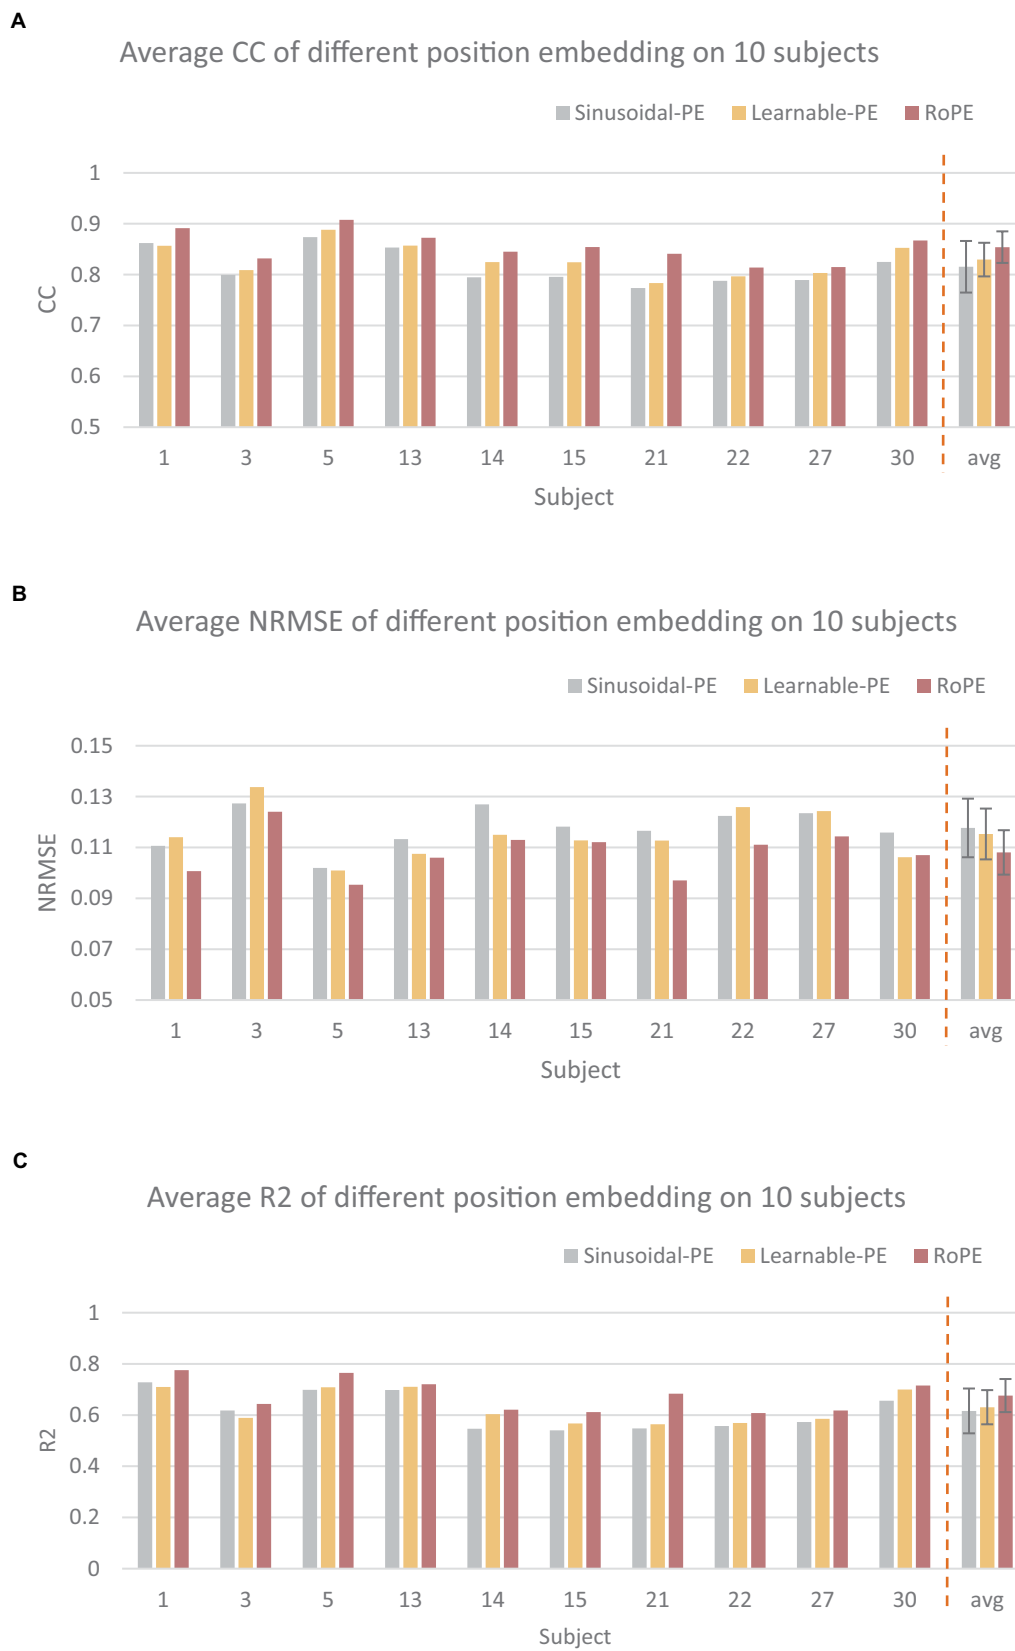 A
Average CC of different position embedding on 10 subjects
Sinusoidal-PE Learnable-PE RoPE
1
0.9
0.8
0.7
0.6
0.5
CC
1 3 5 13 14 15 21 22 27 30 avg
Subject
B
Average NRMSE of different position embedding on 10 subjects
Sinusoidal-PE Learnable-PE RoPE
0.15
0.13
0.11
0.09
0.07
0.05
NRMSE
1 3 5 13 14 15 21 22 27 30 avg
Subject
C
Average R2 of different position embedding on 10 subjects
Sinusoidal-PE Learnable-PE RoPE
1
0.8
0.6
0.4
0.2
0
R2
1 3 5 13 14 15 21 22 27 30 avg
Subject